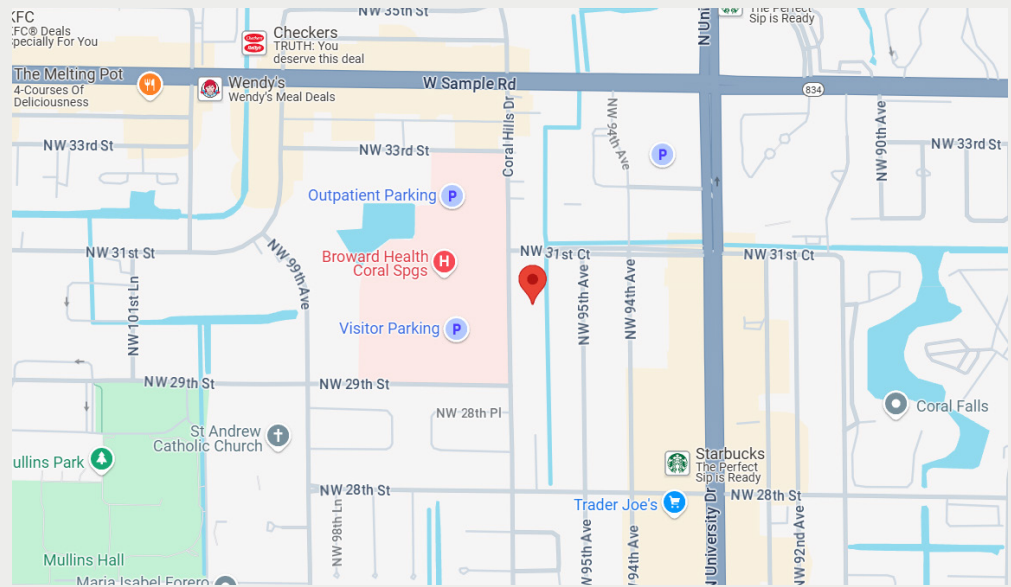 NW 35th St
KFC
KFC® Deals
Specially For You
Checkers
TRUTH: You
deserve this deal
N Uni
The Perfect
Sip is Ready
The Melting Pot
4-Courses Of
Deliciousness
Wendy's
Wendy's Meal Deals
W Sample Rd
834
NW 33rd St
NW 33rd St
Coral Hills Dr
NW 94th Ave
P
NW 90th Ave
NW 33rd St
Outpatient Parking P
NW 31st St
NW 99th Ave
Broward Health
Coral Spgs
H
NW 31st Ct
NW 31st Ct
NW 101st Ln
NW 95th Ave
NW 94th Ave
Visitor Parking P
NW 29th St
NW 29th St
NW 28th Pl
Coral Falls
St Andrew
Catholic Church
ullins Park
Starbucks
The Perfect
Sip is Ready
NW 28th St
NW 28th St
Trader Joe's
NW 98th Ln
W 95th Ave
W 94th Ave
N University Dr
NW 92nd Ave
Mullins Hall
Maria Isabel Forero